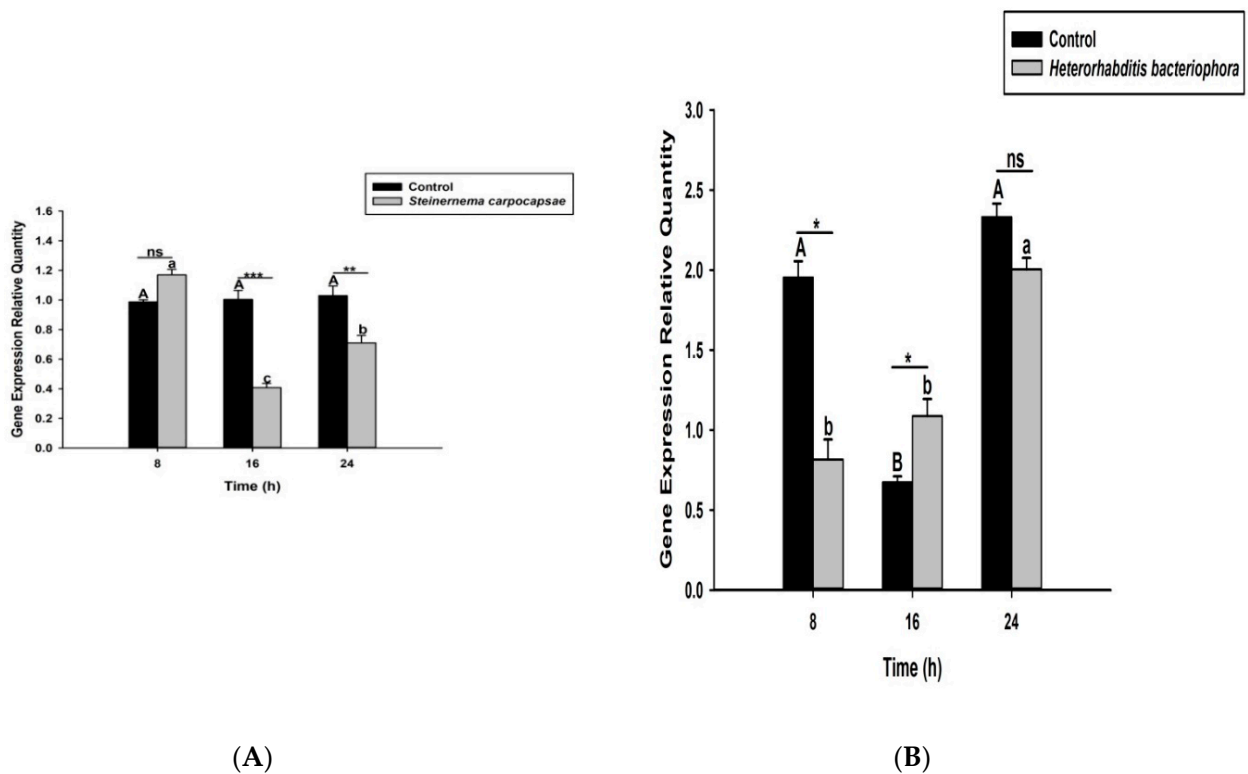 Control
Steinernema carpocapsae
Gene Expression Relative Quantity
1.6
1.4
1.2
1.0
0.8
0.6
0.4
0.2
0.0
ns
a
A
***
A
c
**
A
b
8
16
24
Time (h)
(A)
Control
Heterorhabditis bacteriophora
Gene Expression Relative Quantity
3.0
2.5
2.0
1.5
1.0
0.5
0.0
*
A
b
*
b
B
ns
A
a
8
16
24
Time (h)
(B)